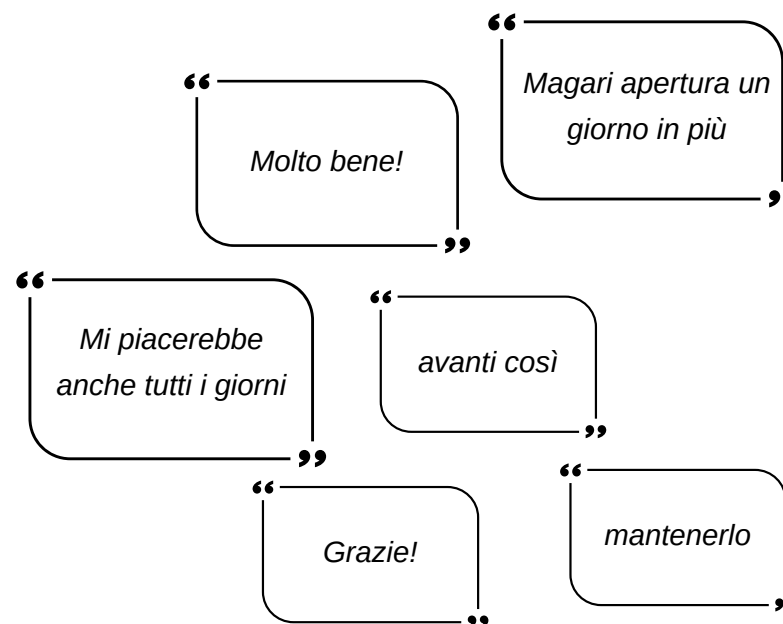 Magari apertura un
giorno in più
Molto bene!
Mi piacerebbe
anche tutti i giorni
avanti così
Grazie!
mantenerlo